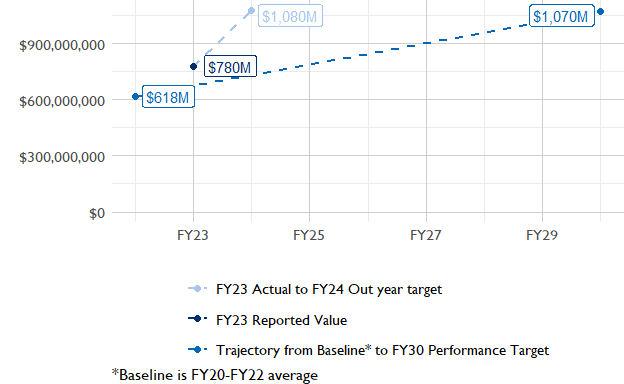 $1,080M
$1,070M
$900,000,000
$780M
$600,000,000
$618M
$300,000,000
$0
FY23
FY25
FY27
FY29
FY23 Actual to FY24 Out year target
FY23 Reported Value
Trajectory from Baseline* to FY30 Performance Target
*Baseline is FY20-FY22 average